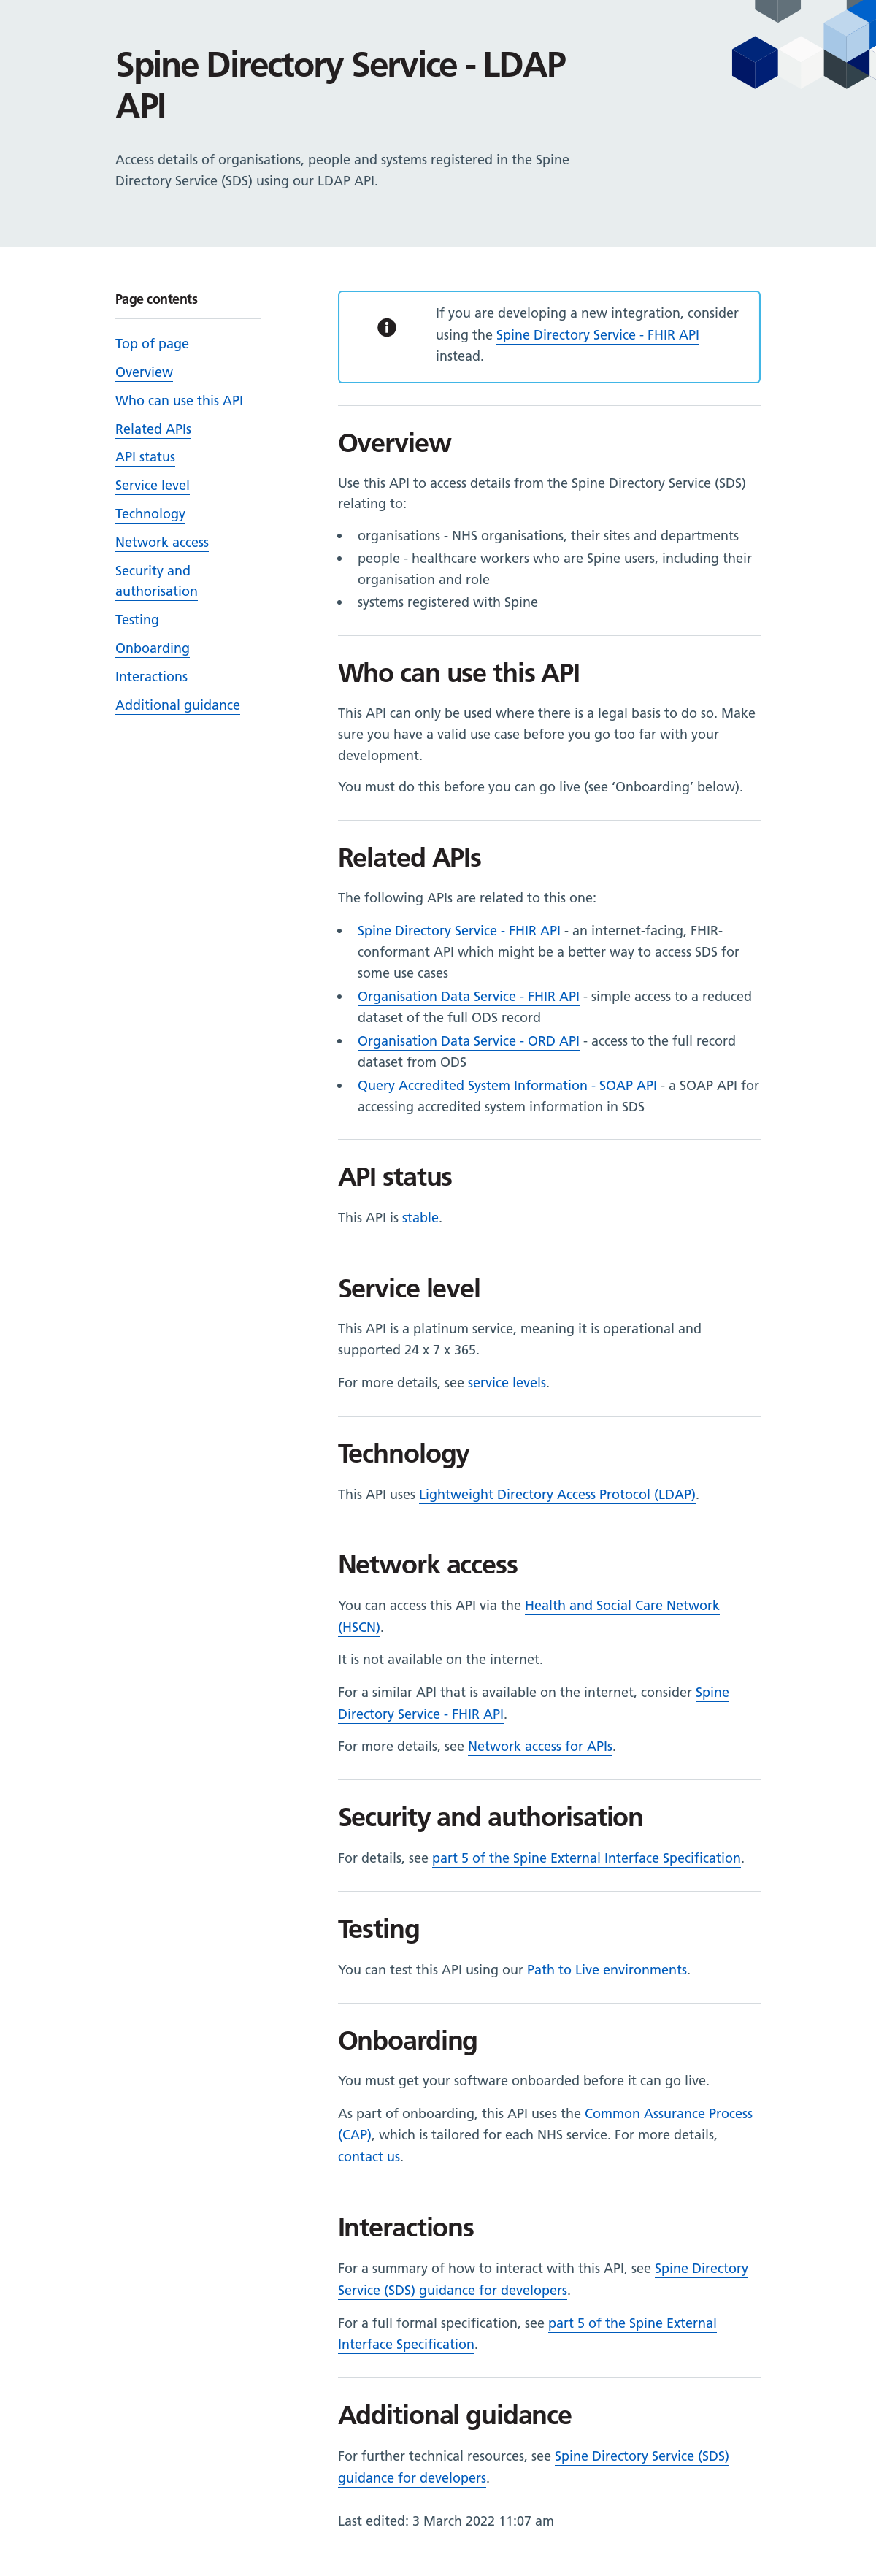 Spine Directory Service - LDAP
API
Access details of organisations, people and systems registered in the Spine
Directory Service (SDS) using our LDAP API.
Page contents
Top of page
Overview
Who can use this API
Related APIs
API status
Service level
Technology
Network access
Security and
authorisation
Testing
Onboarding
Interactions
Additional guidance
If you are developing a new integration, consider
using the Spine Directory Service - FHIR API
instead.
Overview
Use this API to access details from the Spine Directory Service (SDS)
relating to:
• organisations - NHS organisations, their sites and departments
• people - healthcare workers who are Spine users, including their
organisation and role
• systems registered with Spine
Who can use this API
This API can only be used where there is a legal basis to do so. Make
sure you have a valid use case before you go too far with your
development.
You must do this before you can go live (see ‘Onboarding’ below).
Related APIs
The following APIs are related to this one:
• Spine Directory Service - FHIR API - an internet-facing, FHIR-
conformant API which might be a better way to access SDS for
some use cases
• Organisation Data Service - FHIR API - simple access to a reduced
dataset of the full ODS record
• Organisation Data Service - ORD API - access to the full record
dataset from ODS
• Query Accredited System Information - SOAP API - a SOAP API for
accessing accredited system information in SDS
API status
This API is stable.
Service level
This API is a platinum service, meaning it is operational and
supported 24 x 7 x 365.
For more details, see service levels.
Technology
This API uses Lightweight Directory Access Protocol (LDAP).
Network access
You can access this API via the Health and Social Care Network
(HSCN).
It is not available on the internet.
For a similar API that is available on the internet, consider Spine
Directory Service - FHIR API.
For more details, see Network access for APIs.
Security and authorisation
For details, see part 5 of the Spine External Interface Specification.
Testing
You can test this API using our Path to Live environments.
Onboarding
You must get your software onboarded before it can go live.
As part of onboarding, this API uses the Common Assurance Process
(CAP), which is tailored for each NHS service. For more details,
contact us.
Interactions
For a summary of how to interact with this API, see Spine Directory
Service (SDS) guidance for developers.
For a full formal specification, see part 5 of the Spine External
Interface Specification.
Additional guidance
For further technical resources, see Spine Directory Service (SDS)
guidance for developers.
Last edited: 3 March 2022 11:07 am